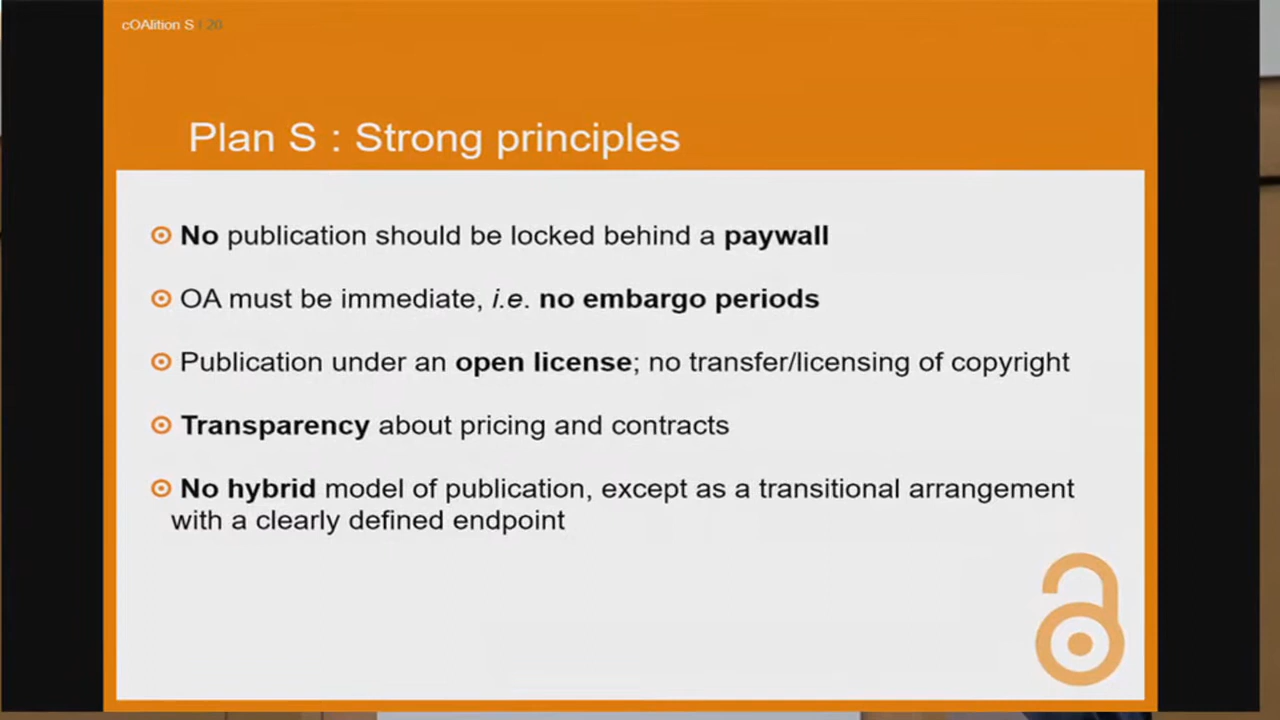 cOAlition S | 20
Plan S : Strong principles
No publication should be locked behind a paywall
OA must be immediate, i.e. no embargo periods
Publication under an open license; no transfer/licensing of copyright
Transparency about pricing and contracts
No hybrid model of publication, except as a transitional arrangement
with a clearly defined endpoint